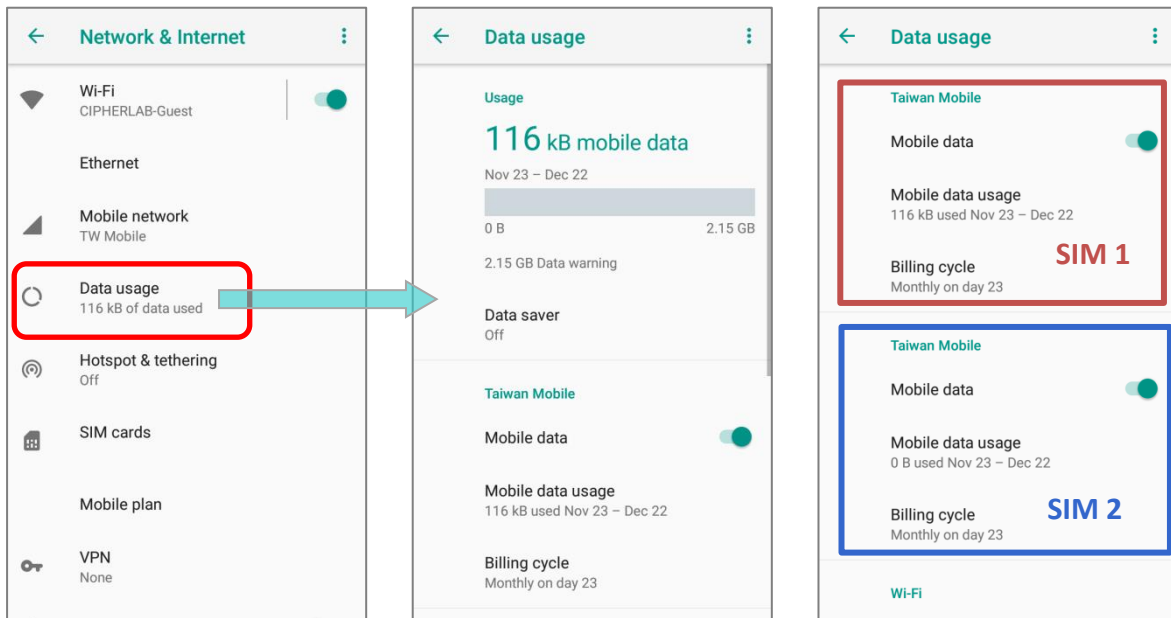 Network & Internet
Wi-Fi
CIPHERLAB-Guest
Ethernet
Mobile network
TW Mobile
Data usage
116 kB of data used
Hotspot & tethering
Off
SIM cards
Mobile plan
VPN
None
Data usage
Usage
116 kB mobile data
Nov 23 – Dec 22
0 B 2.15 GB
2.15 GB Data warning
Data saver
Off
Taiwan Mobile
Mobile data
Mobile data usage
116 kB used Nov 23 – Dec 22
Billing cycle
Monthly on day 23
Data usage
Taiwan Mobile
Mobile data
Mobile data usage
116 kB used Nov 23 – Dec 22
SIM 1
Billing cycle
Monthly on day 23
Taiwan Mobile
Mobile data
Mobile data usage
0 B used Nov 23 – Dec 22
SIM 2
Billing cycle
Monthly on day 23
Wi-Fi